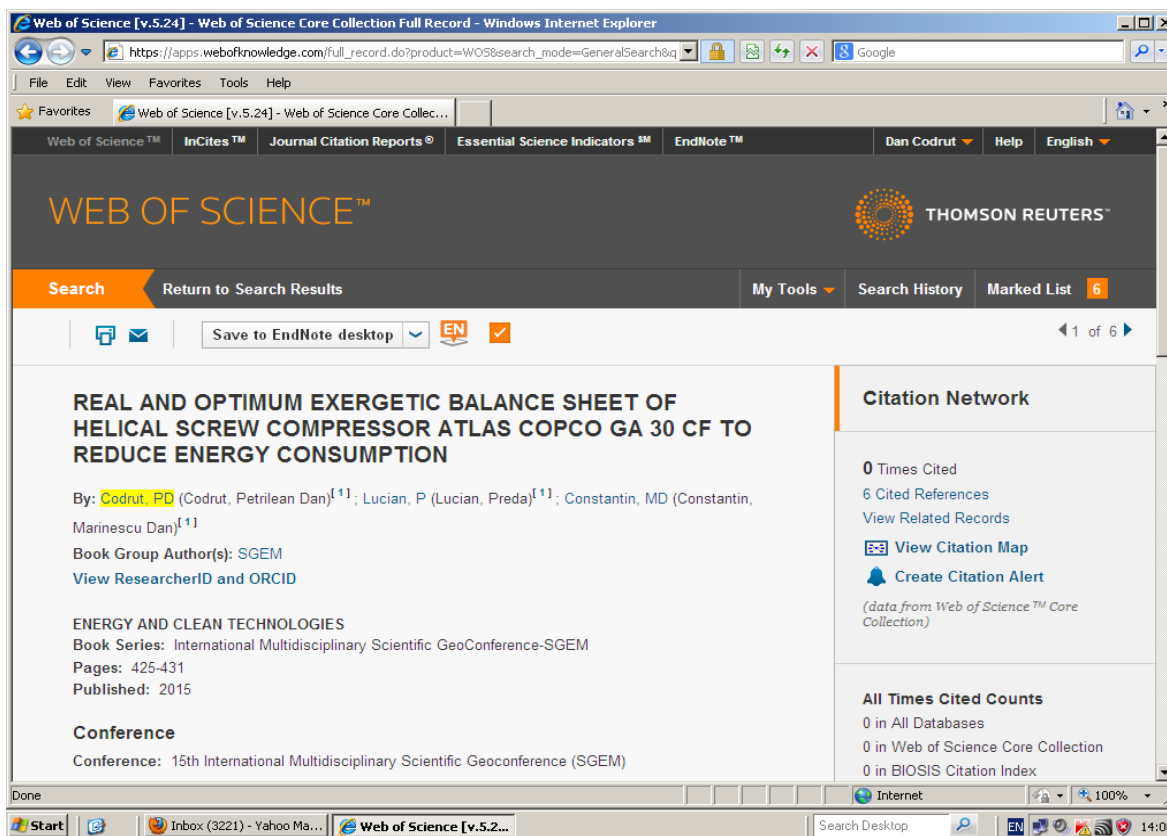 Web of Science [v.5.24] - Web of Science Core Collection Full Record - Windows Internet Explorer
https://apps.webofknowledge.com/full_record.do?product=WOS&search_mode=GeneralSearch&q
Google
File Edit View Favorites Tools Help
Favorites Web of Science [v.5.24] - Web of Science Core Collec...
Web of Science™ InCites™ Journal Citation Reports® Essential Science Indicators℠ EndNote™ Dan Codrut Help English
WEB OF SCIENCE™ THOMSON REUTERS™
Search Return to Search Results My Tools Search History Marked List 6
Save to EndNote desktop EN 1 of 6
REAL AND OPTIMUM EXERGETIC BALANCE SHEET OF
HELICAL SCREW COMPRESSOR ATLAS COPCO GA 30 CF TO
REDUCE ENERGY CONSUMPTION
By: Codrut, PD (Codrut, Petrilean Dan)[1]; Lucian, P (Lucian, Preda)[1]; Constantin, MD (Constantin,
Marinescu Dan)[1]
Book Group Author(s): SGEM
View ResearcherID and ORCID
ENERGY AND CLEAN TECHNOLOGIES
Book Series: International Multidisciplinary Scientific GeoConference-SGEM
Pages: 425-431
Published: 2015
Conference
Conference: 15th International Multidisciplinary Scientific Geoconference (SGEM)
Citation Network
0 Times Cited
6 Cited References
View Related Records
View Citation Map
Create Citation Alert
(data from Web of Science™ Core
Collection)
All Times Cited Counts
0 in All Databases
0 in Web of Science Core Collection
0 in BIOSIS Citation Index
Done Internet 100%
Start Inbox (3221) - Yahoo Ma... Web of Science [v.5.2... Search Desktop EN 14:0